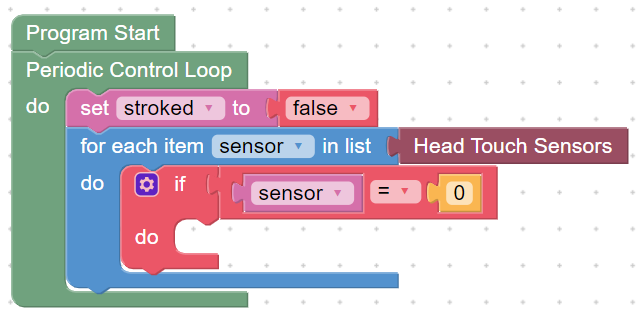 Program Start
Periodic Control Loop
do set stroked to false
for each item sensor in list Head Touch Sensors
do if sensor = 0
do